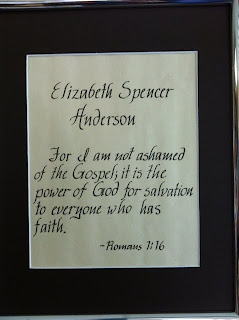 Elizabeth Spencer
Anderson
For I am not ashamed
of the Gospel; it is the
power of God for salvation
to everyone who has
faith.
~Romans 1:16